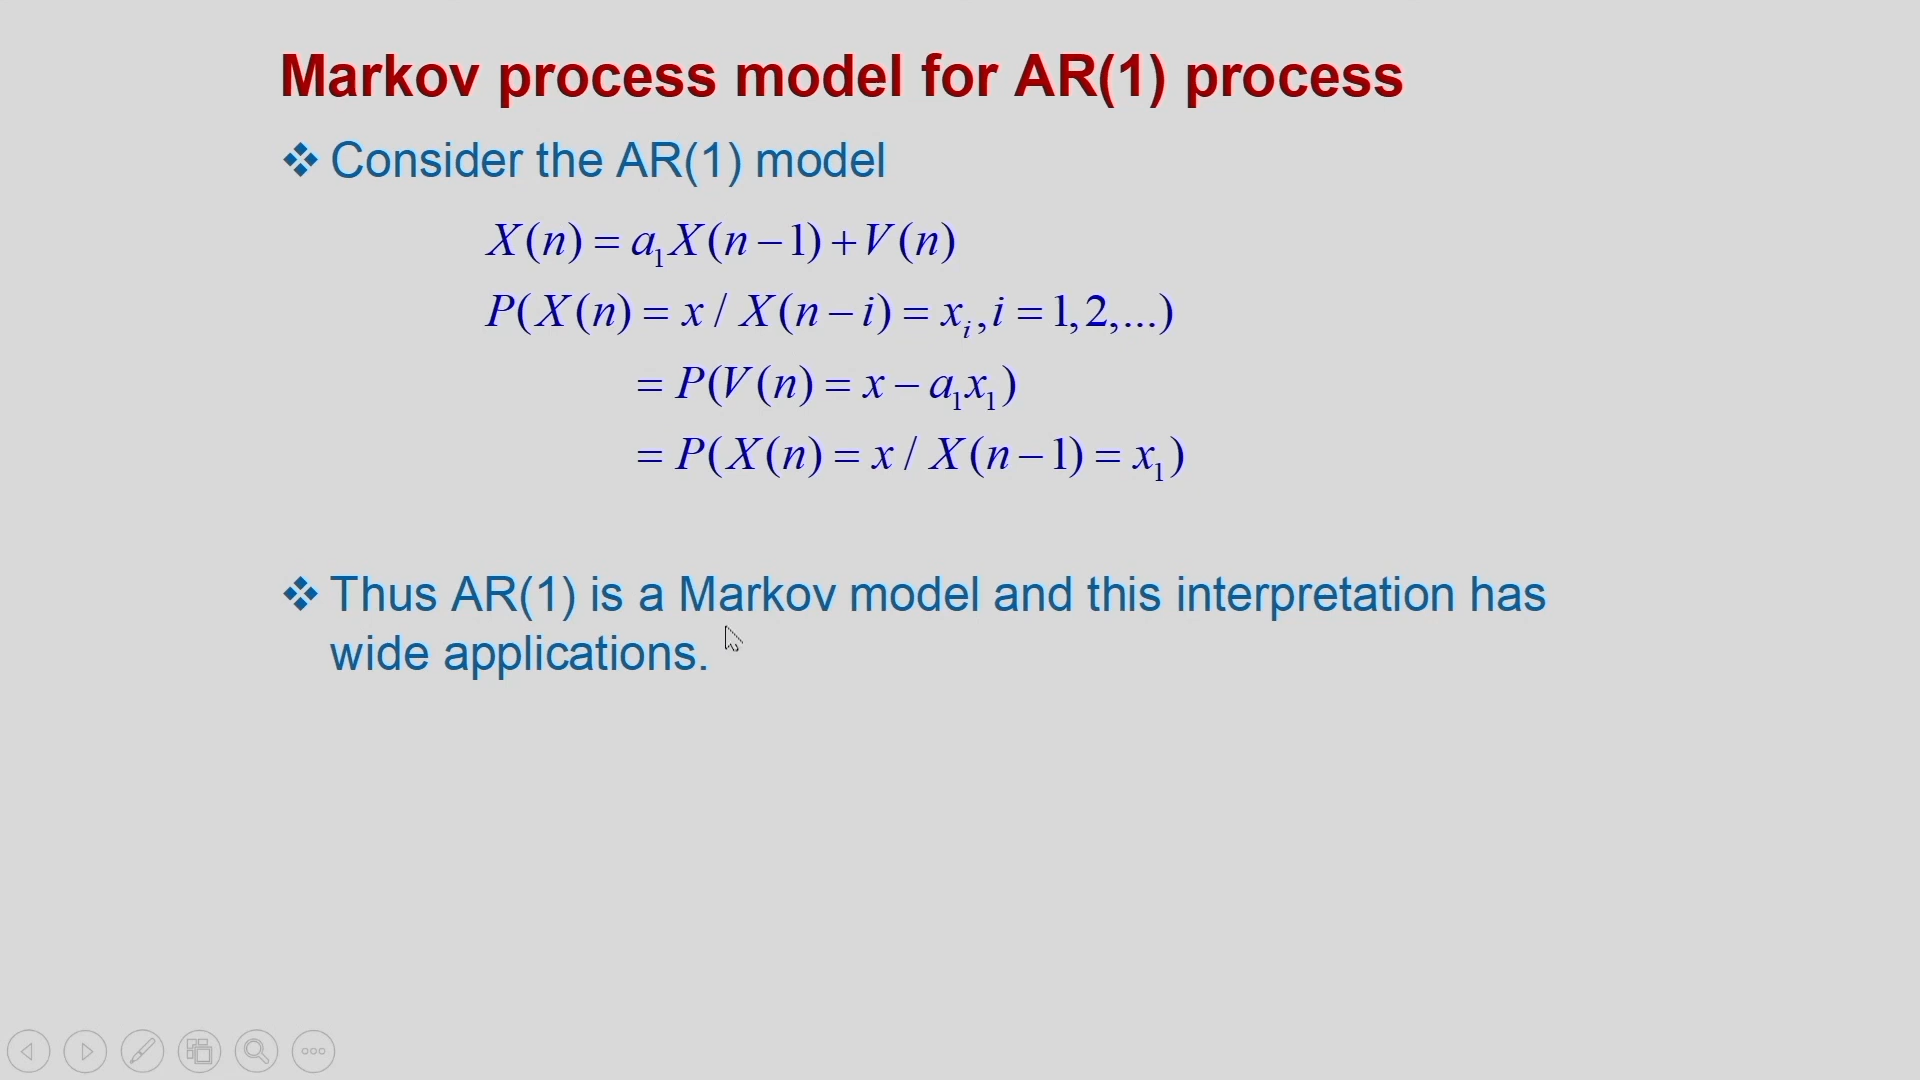 Markov process model for AR(1) process
❖ Consider the AR(1) model
X(n) = a₁X(n−1)+V(n)
P(X(n) = x / X(n−i) = xᵢ, i = 1, 2,...)
= P(V(n) = x − a₁x₁)
= P(X(n) = x / X(n−1) = x₁)
❖ Thus AR(1) is a Markov model and this interpretation has
wide applications.